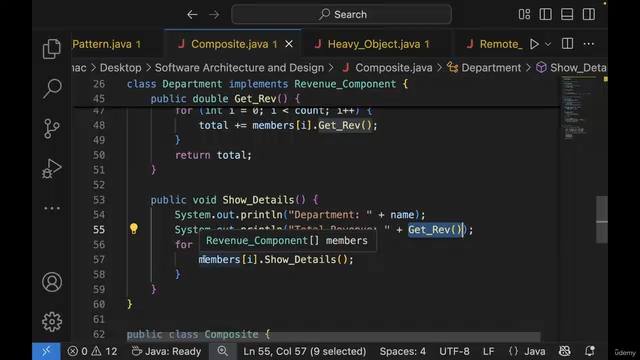 Search
Pattern.java 1
Composite.java 1
Heavy_Object.java 1
Remote_
mac > Desktop > Software Architecture and Design > Composite.java > Department > Show_Details
26 class Department implements Revenue_Component {
45 public double Get_Rev() {
47 for (int i = 0; i < count; i++) {
48 total += members[i].Get_Rev();
49 }
50 return total;
51 }
52
53 public void Show_Details() {
54 System.out.println("Department: " + name);
55 System.out.println("Total Revenue: " + Get_Rev());
56 for
Revenue_Component[] members
57 members[i].Show_Details();
58 }
59 }
60 }
61
62 public class Composite {
0 12 Java: Ready Ln 55, Col 57 (9 selected) Spaces: 4 UTF-8 LF Java
Udemy